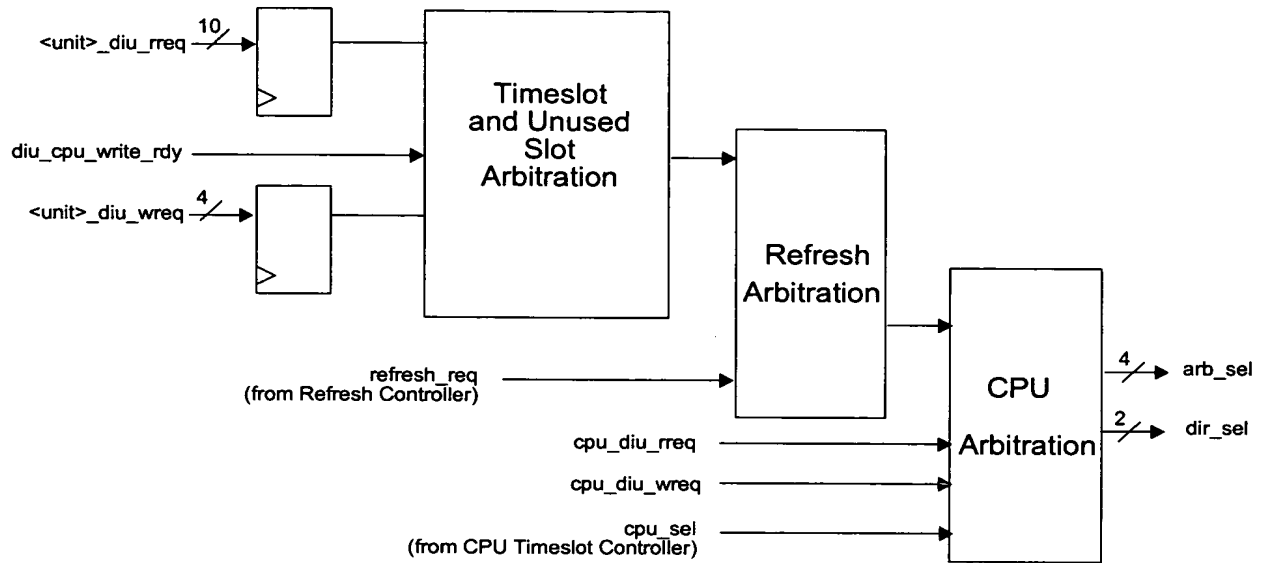 <unit>_diu_rreq
10
diu_cpu_write_rdy
<unit>_diu_wreq
4
Timeslot
and Unused
Slot
Arbitration
Refresh
Arbitration
refresh_req
(from Refresh Controller)
CPU
Arbitration
4
arb_sel
2
dir_sel
cpu_diu_rreq
cpu_diu_wreq
cpu_sel
(from CPU Timeslot Controller)